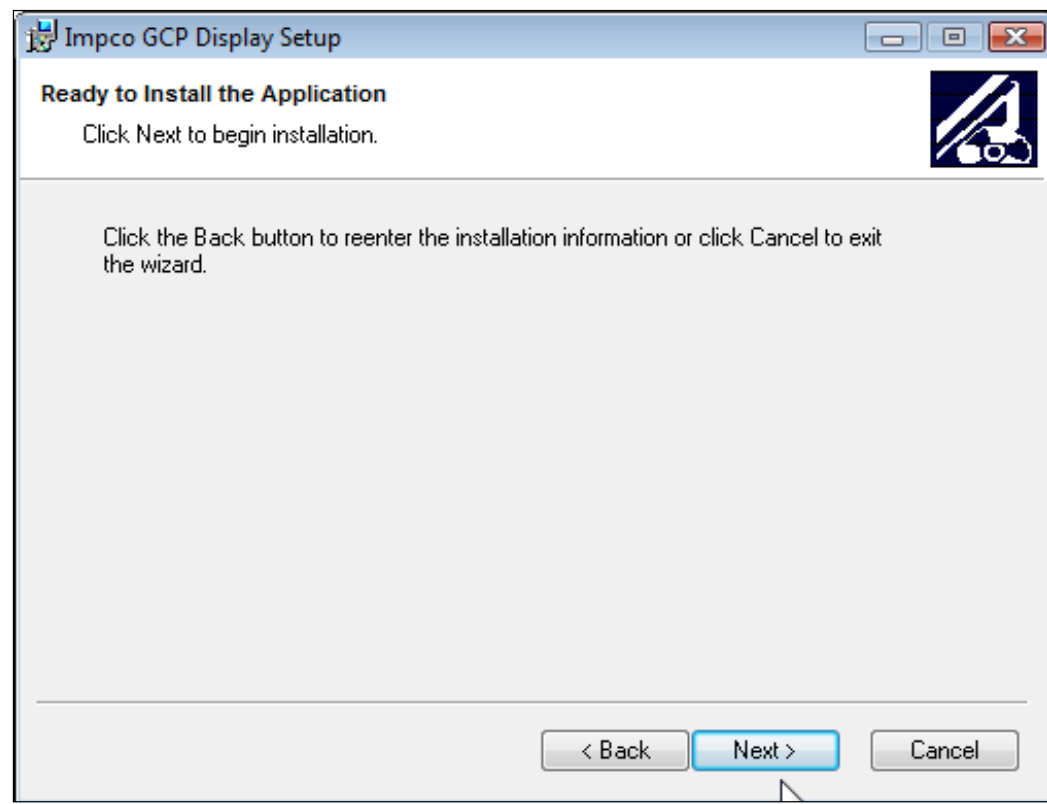 Impco GCP Display Setup
Ready to Install the Application
Click Next to begin installation.
Click the Back button to reenter the installation information or click Cancel to exit
the wizard.
< Back Next > Cancel